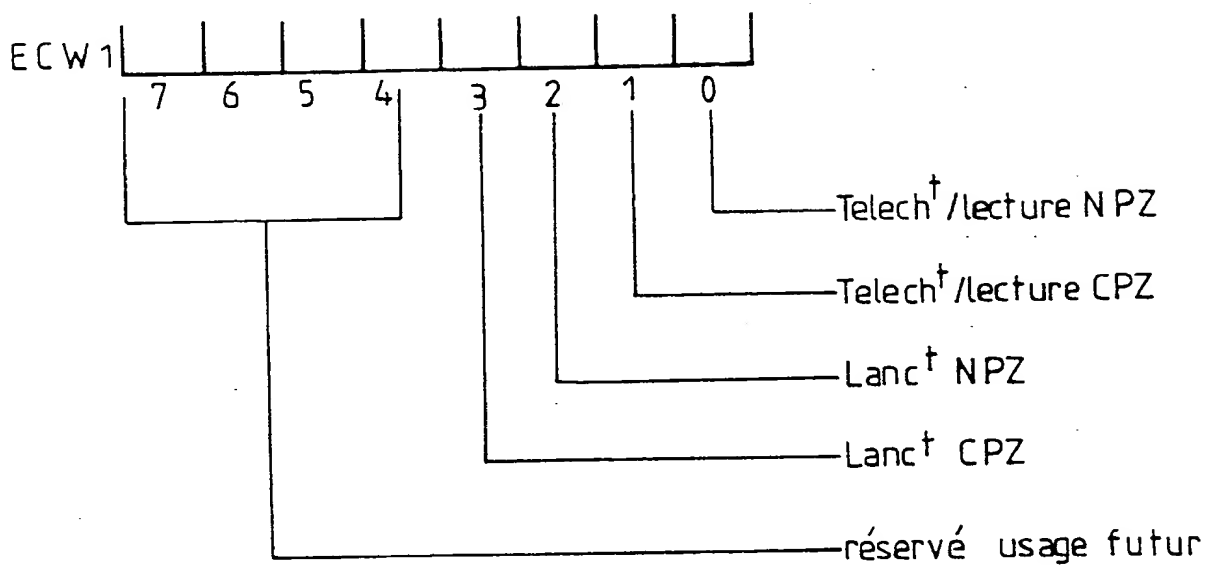 ECW1
7 6 5 4 3 2 1 0
Telech† /lecture NPZ
Telech† /lecture CPZ
Lanc† NPZ
Lanc† CPZ
réservé usage futur